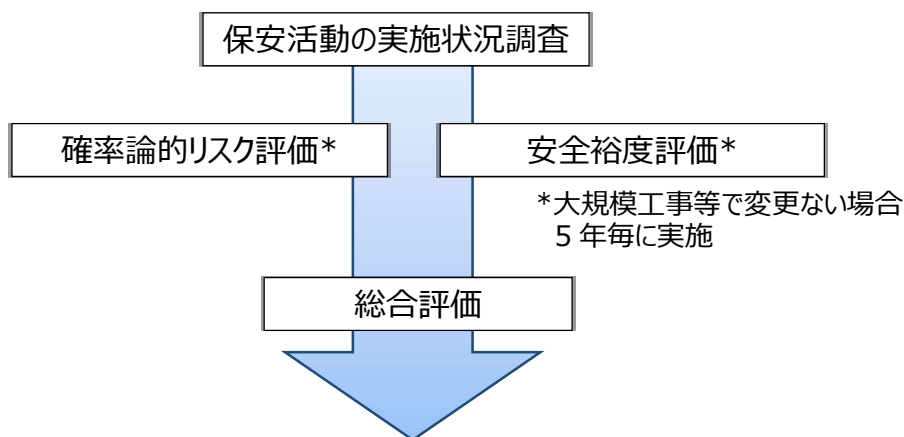 保安活動の実施状況調査
確率論的リスク評価*
安全裕度評価*
*大規模工事等で変更ない場合
5年毎に実施
総合評価